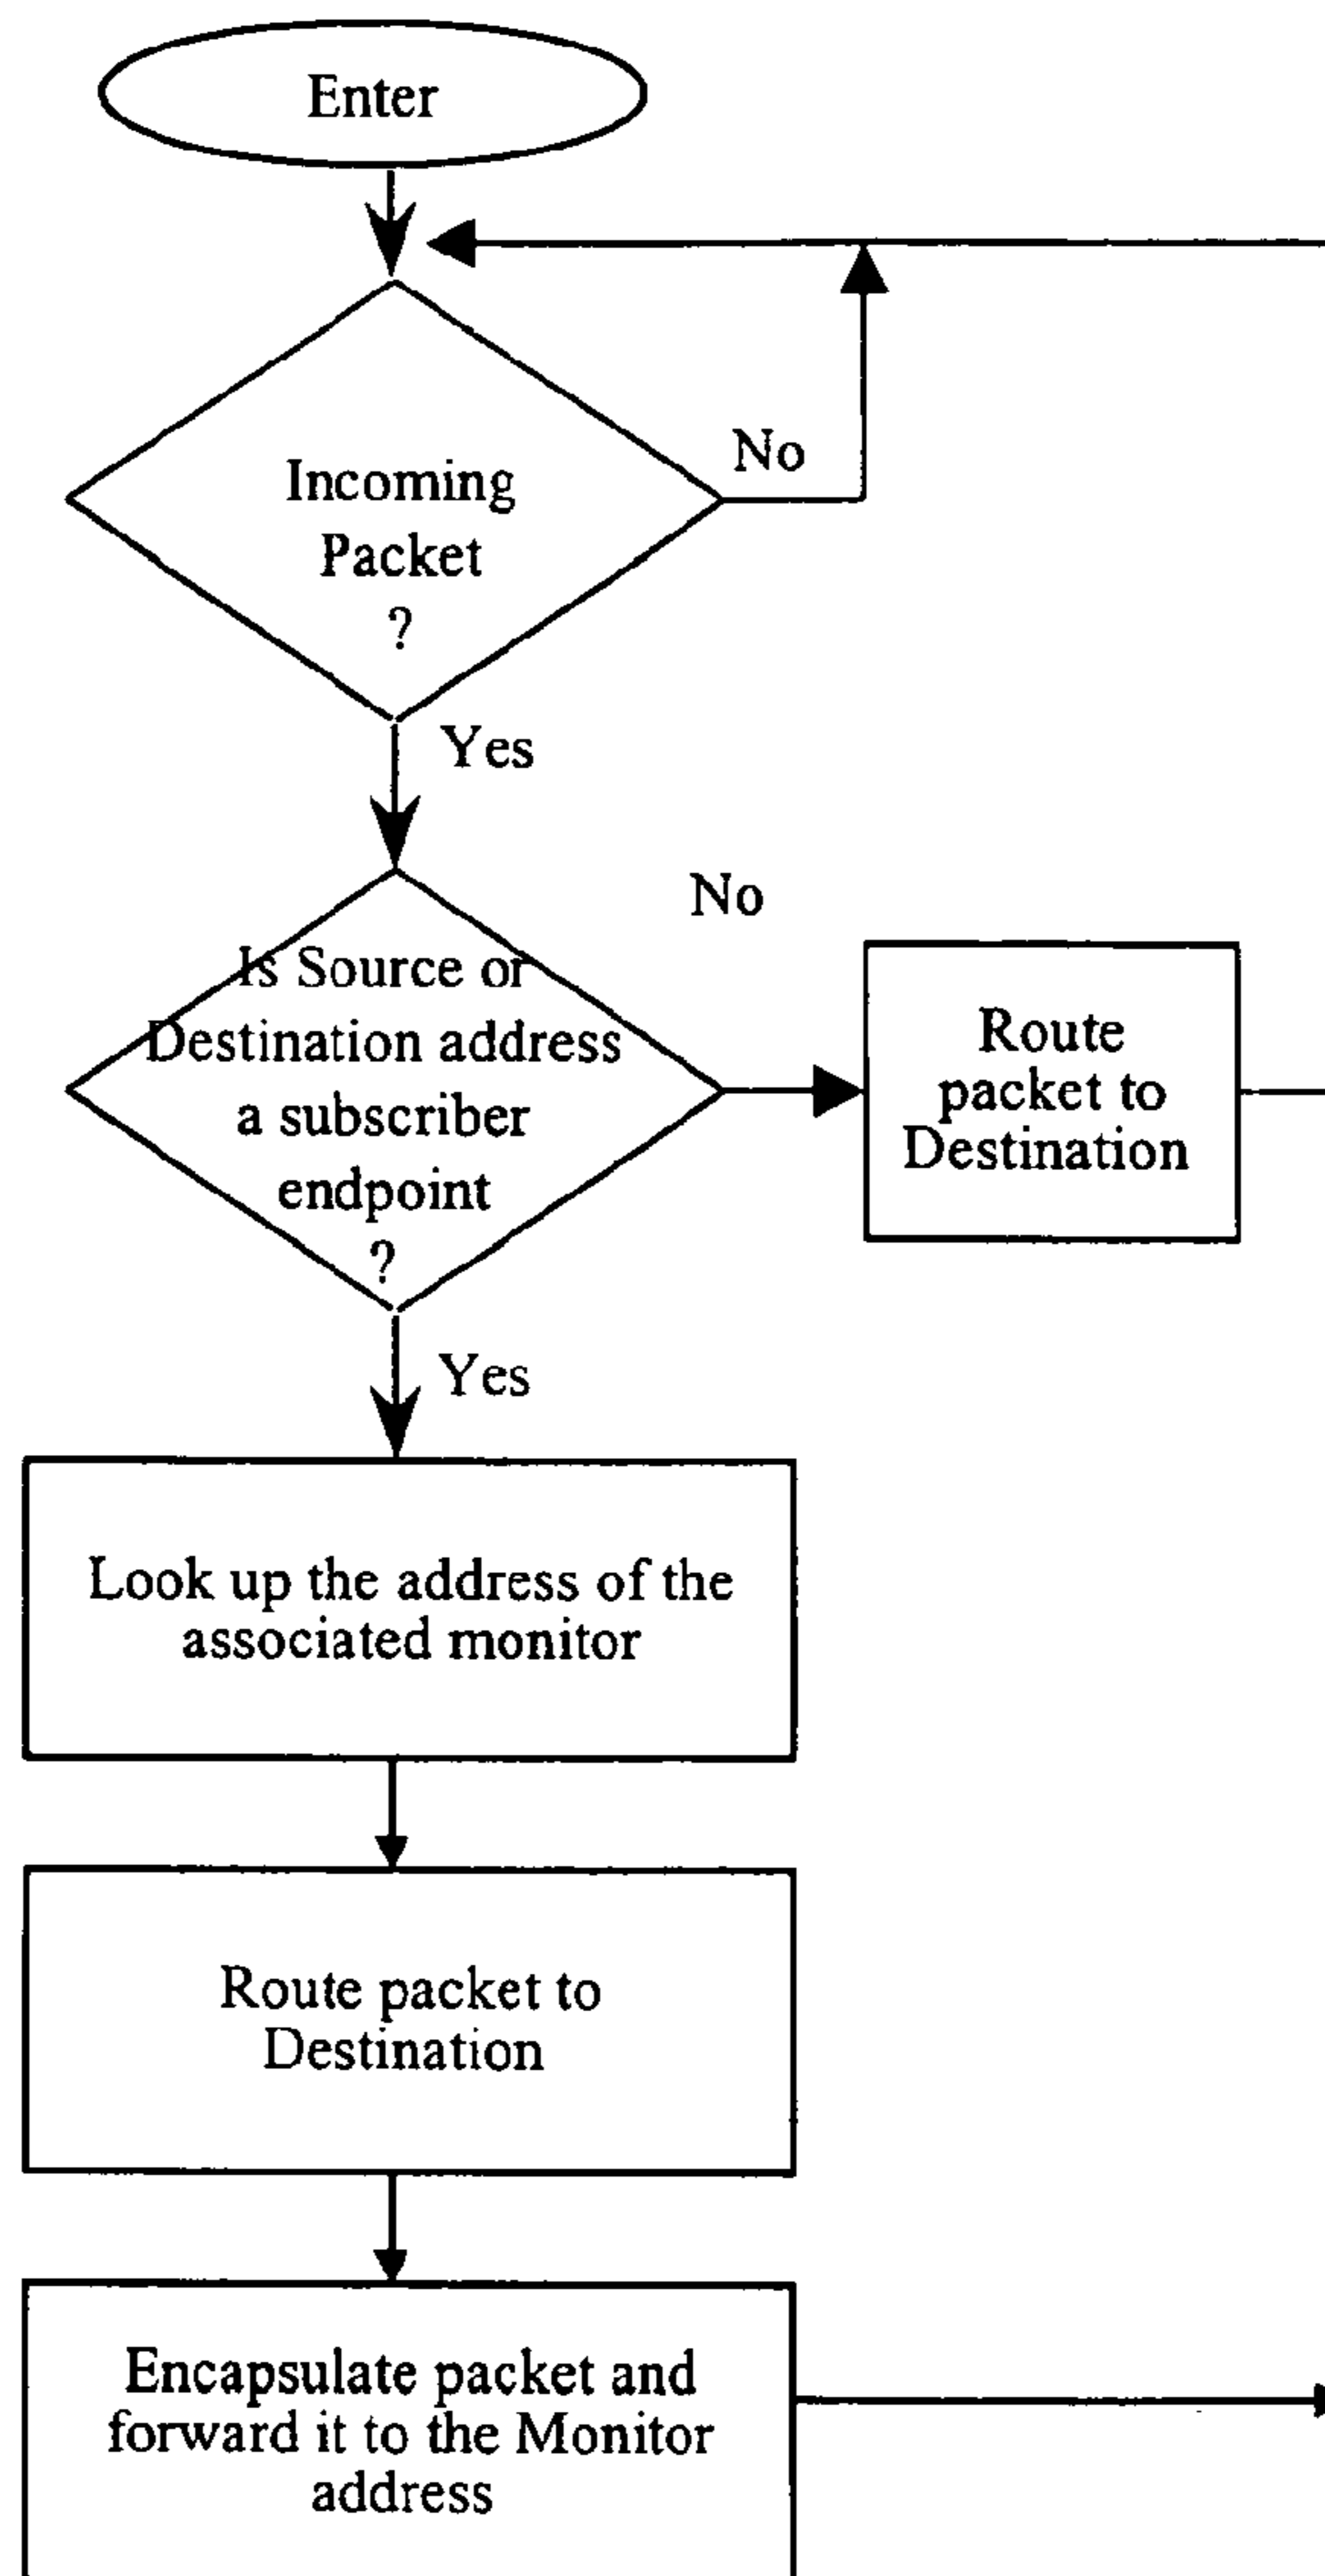 Enter
Incoming
Packet
?
No
Yes
No
Is Source or
Destination address
a subscriber
endpoint
?
Route
packet to
Destination
Yes
Look up the address of the
associated monitor
Route packet to
Destination
Encapsulate packet and
forward it to the Monitor
address